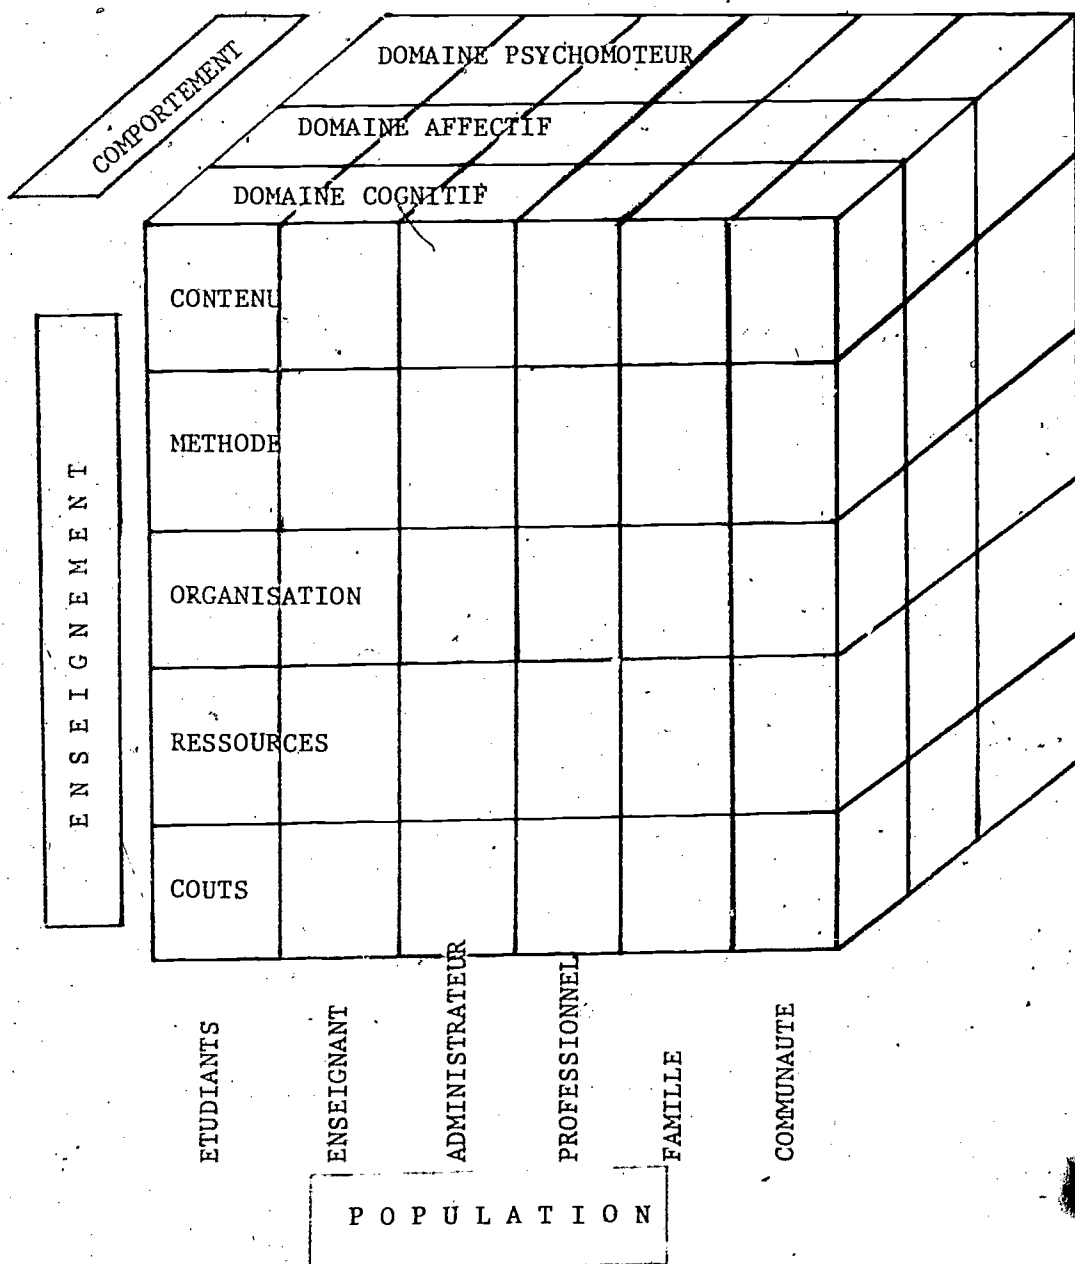 COMPORTEMENT
DOMAINE PSYCHOMOTEUR
DOMAINE AFFECTIF
DOMAINE COGNITIF
ENSEIGNEMENT
CONTENU
METHODE
ORGANISATION
RESSOURCES
COUTS
ETUDIANTS
ENSEIGNANT
ADMINISTRATEUR
PROFESSIONNEL
FAMILLE
COMMUNAUTE
POPULATION